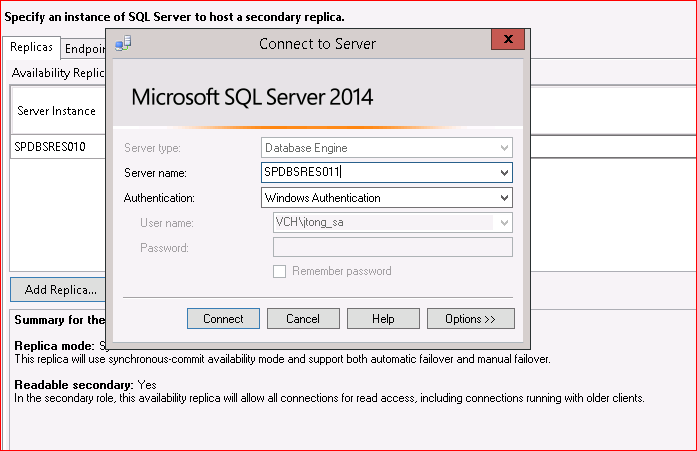 Specify an instance of SQL Server to host a secondary replica.
Replicas
Endpoin
Availability Replic
Server Instance
SPDBSRES010
Add Replica...
Connect to Server
Microsoft SQL Server 2014
Server type: Database Engine
Server name: SPDBSRES011
Authentication: Windows Authentication
User name: VCH\jtong_sa
Password:
Remember password
Connect Cancel Help Options >>
Summary for the
Replica mode: S
This replica will use synchronous-commit availability mode and support both automatic failover and manual failover.
Readable secondary: Yes
In the secondary role, this availability replica will allow all connections for read access, including connections running with older clients.